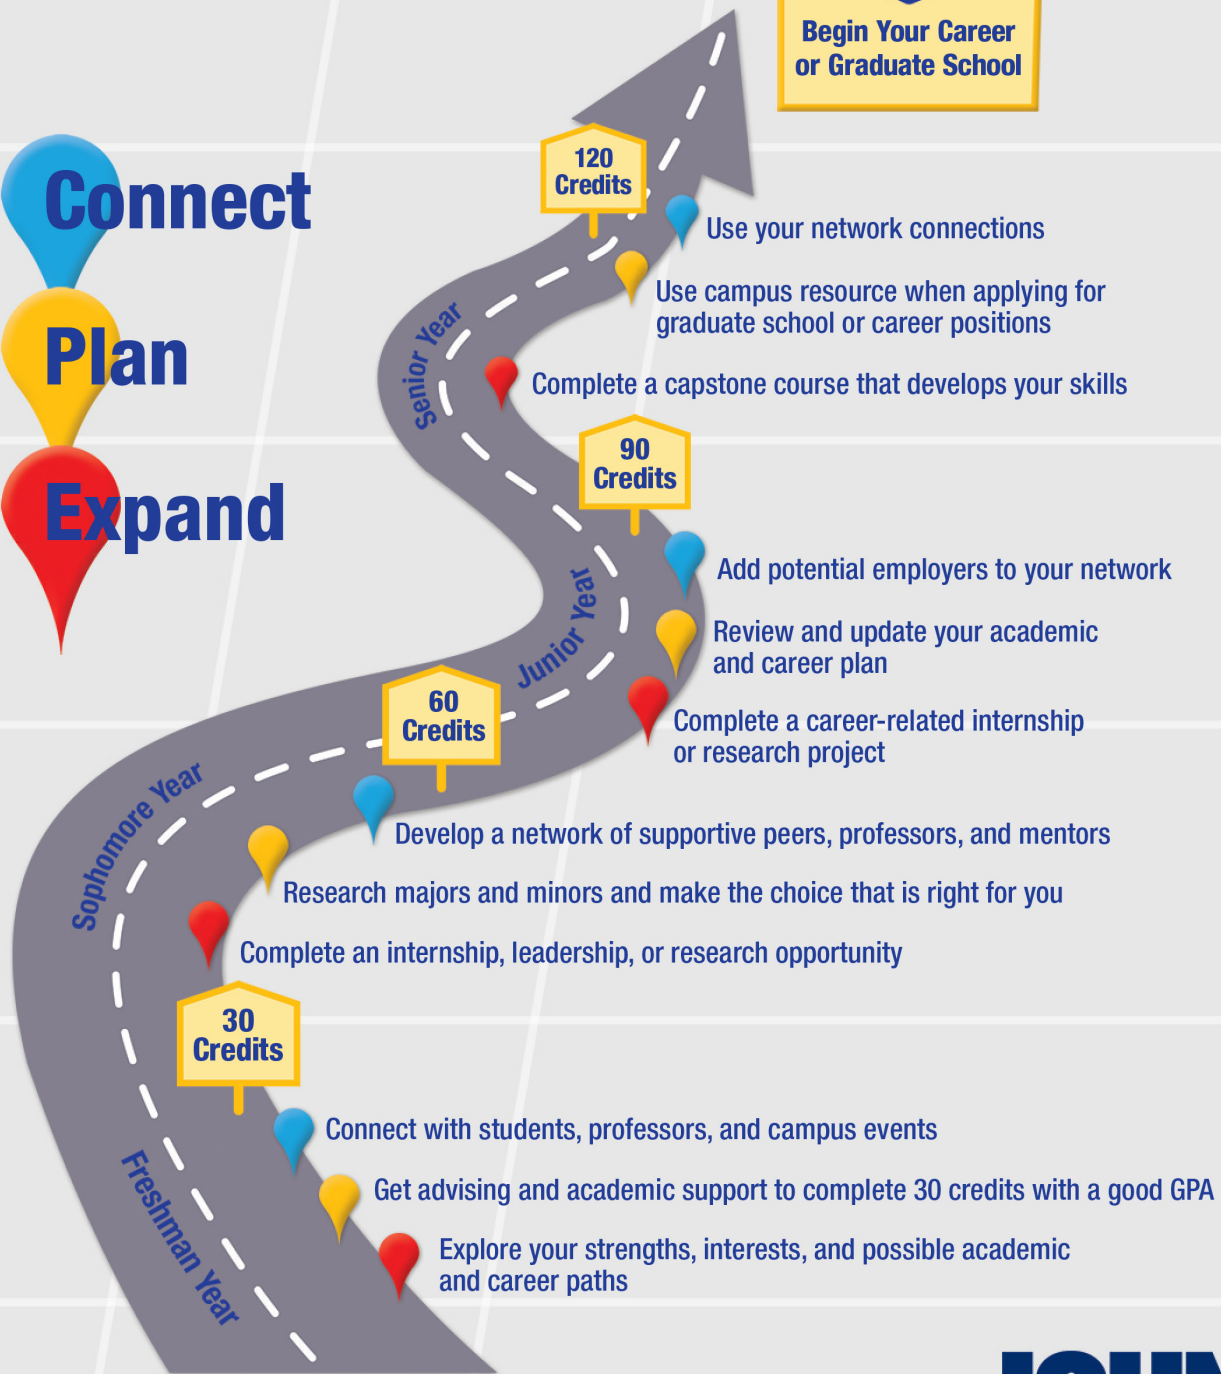 Begin Your Career
or Graduate School
120
Credits
Connect
Use your network connections
Use campus resource when applying for
graduate school or career positions
Senior Year
Plan
Complete a capstone course that develops your skills
90
Credits
Expand
Add potential employers to your network
Junior Year
Review and update your academic
and career plan
60
Credits
Complete a career-related internship
or research project
Sophomore Year
Develop a network of supportive peers, professors, and mentors
Research majors and minors and make the choice that is right for you
Complete an internship, leadership, or research opportunity
30
Credits
Connect with students, professors, and campus events
Freshman Year
Get advising and academic support to complete 30 credits with a good GPA
Explore your strengths, interests, and possible academic
and career paths